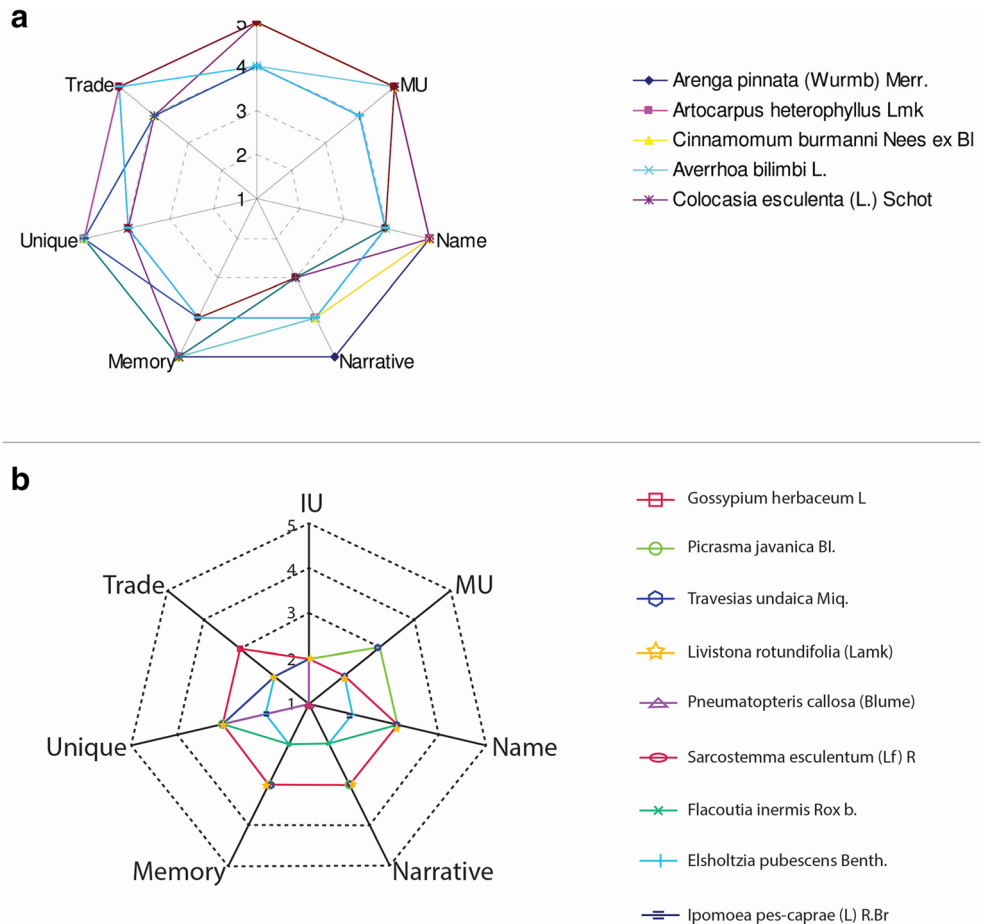 a
5
4
3
2
1
Trade
MU
Unique
Name
Memory
Narrative
Arenga pinnata (Wurmb) Merr.
Artocarpus heterophyllus Lmk
Cinnamomum burmanni Nees ex Bl
Averrhoa bilimbi L.
Colocasia esculenta (L.) Schot
b
IU
5
4
3
2
1
Trade
MU
Unique
Name
Memory
Narrative
Gossypium herbaceum L
Picrasma javanica Bl.
Travesias undaica Miq.
Livistona rotundifolia (Lamk)
Pneumatopteris callosa (Blume)
Sarcostemma esculentum (Lf) R
Flacoutia inermis Rox b.
Elsholtzia pubescens Benth.
Ipomoea pes-caprae (L) R.Br